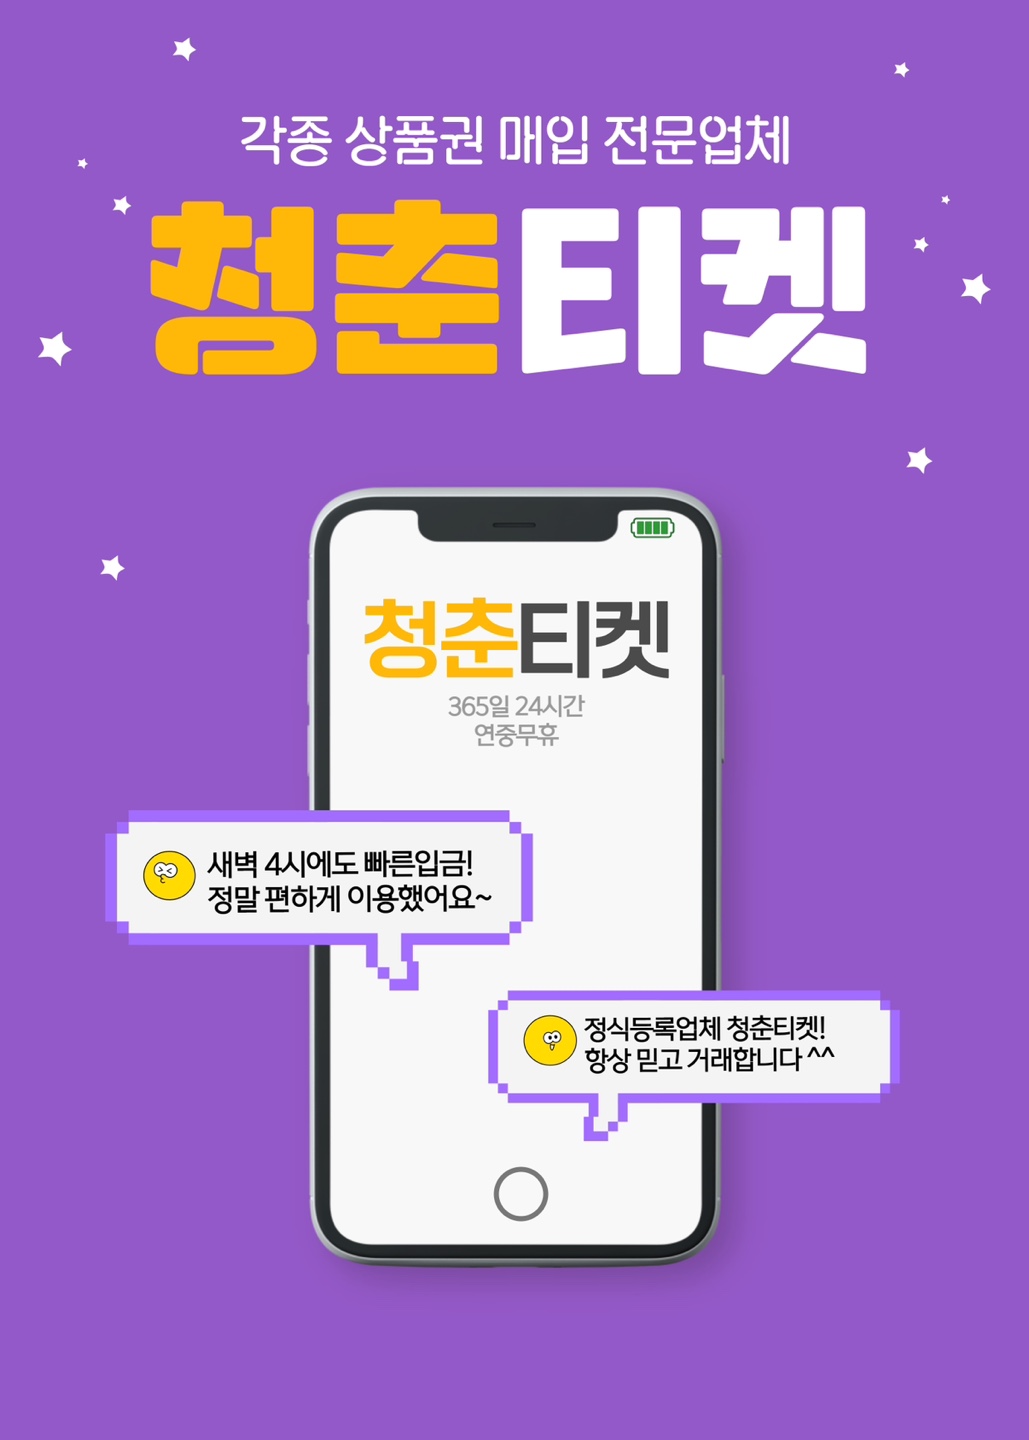 각종 상품권 매입 전문업체
청춘티켓
청춘티켓
365일 24시간
연중무휴
새벽 4시에도 빠른입금!
정말 편하게 이용했어요~
정식등록업체 청춘티켓!
항상 믿고 거래합니다 ^^